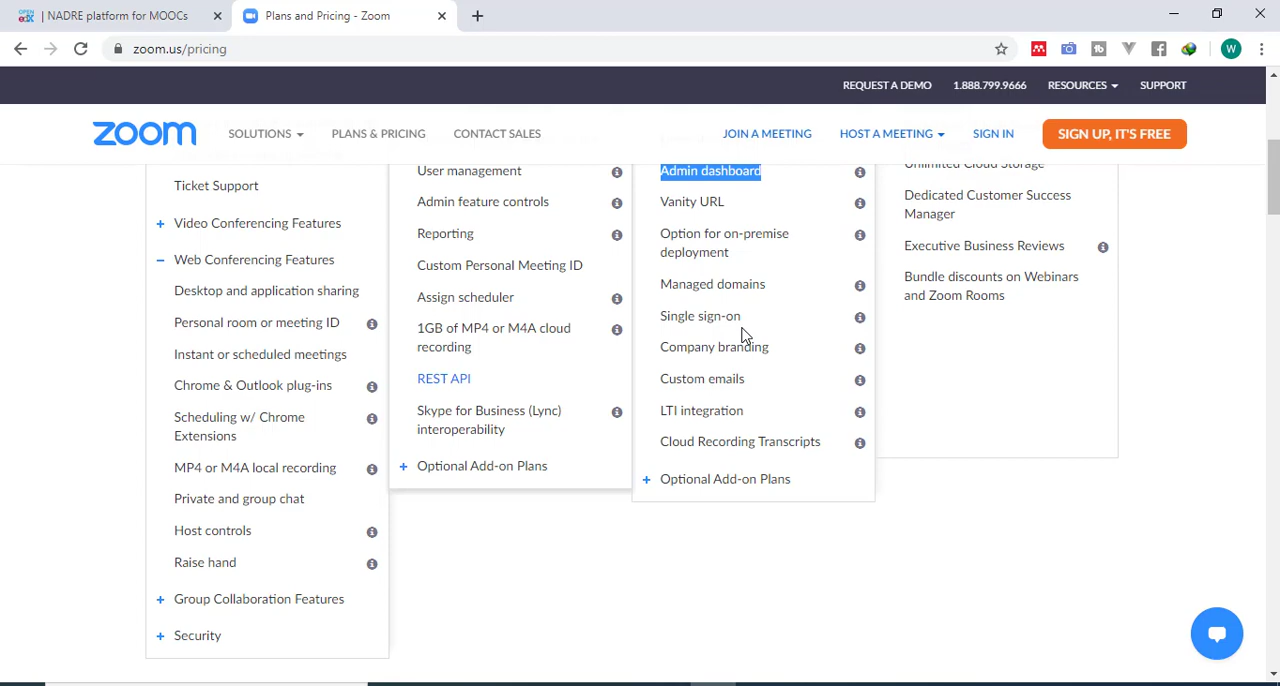 | NADRE platform for MOOCs
Plans and Pricing - Zoom
zoom.us/pricing
REQUEST A DEMO
1.888.799.9666
RESOURCES
SUPPORT
zoom
SOLUTIONS
PLANS & PRICING
CONTACT SALES
JOIN A MEETING
HOST A MEETING
SIGN IN
SIGN UP, IT'S FREE
Ticket Support
+ Video Conferencing Features
− Web Conferencing Features
Desktop and application sharing
Personal room or meeting ID
Instant or scheduled meetings
Chrome & Outlook plug-ins
Scheduling w/ Chrome
Extensions
MP4 or M4A local recording
Private and group chat
Host controls
Raise hand
+ Group Collaboration Features
+ Security
User management
Admin feature controls
Reporting
Custom Personal Meeting ID
Assign scheduler
1GB of MP4 or M4A cloud
recording
REST API
Skype for Business (Lync)
interoperability
+ Optional Add-on Plans
Admin dashboard
Vanity URL
Option for on-premise
deployment
Managed domains
Single sign-on
Company branding
Custom emails
LTI integration
Cloud Recording Transcripts
+ Optional Add-on Plans
Unlimited Cloud Storage
Dedicated Customer Success
Manager
Executive Business Reviews
Bundle discounts on Webinars
and Zoom Rooms
W